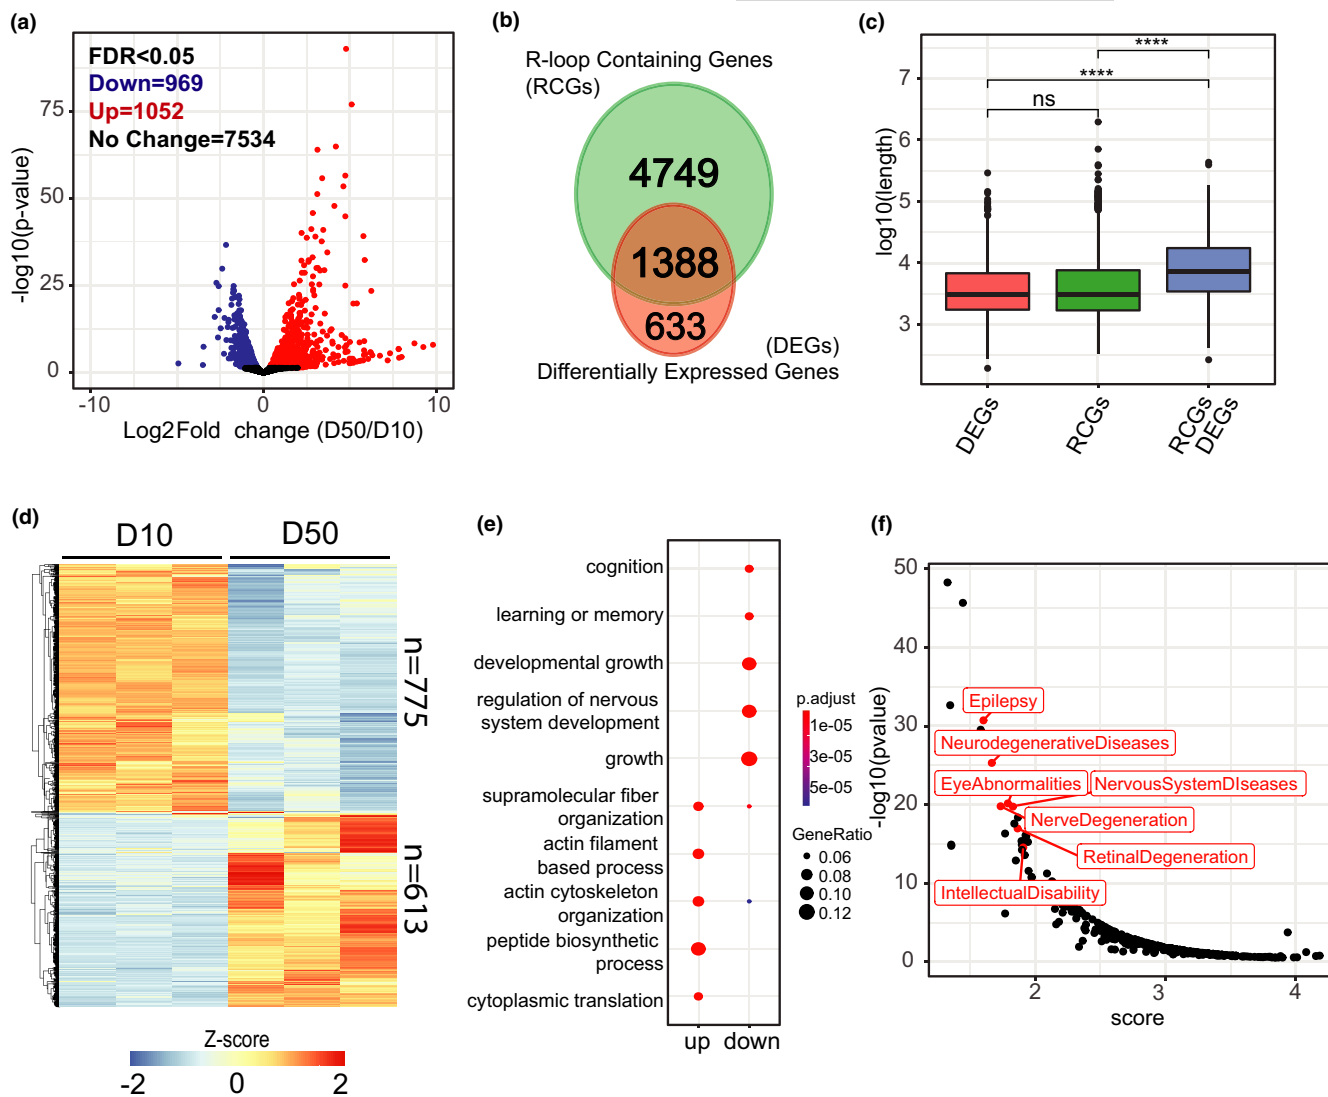 (a)
FDR<0.05
Down=969
Up=1052
No Change=7534
75
50
25
0
-log10(p-value)
-10
0
10
Log2Fold change (D50/D10)
(b)
R-loop Containing Genes
(RCGs)
4749
1388
633
(DEGs)
Differentially Expressed Genes
(c)
****
****
ns
7
6
5
4
3
log10(length)
DEGs
RCGs
RCGs
DEGs
(d)
D10
D50
n=775
n=613
Z-score
-2
0
2
(e)
cognition
learning or memory
developmental growth
regulation of nervous
system development
growth
supramolecular fiber
organization
actin filament
based process
actin cytoskeleton
organization
peptide biosynthetic
process
cytoplasmic translation
up
down
p.adjust
1e-05
3e-05
5e-05
GeneRatio
0.06
0.08
0.10
0.12
(f)
50
40
30
20
10
0
-log10(pvalue)
Epilepsy
NeurodegenerativeDiseases
EyeAbnormalities
NervousSystemDIseases
NerveDegeneration
RetinalDegeneration
IntellectualDisability
2
3
4
score